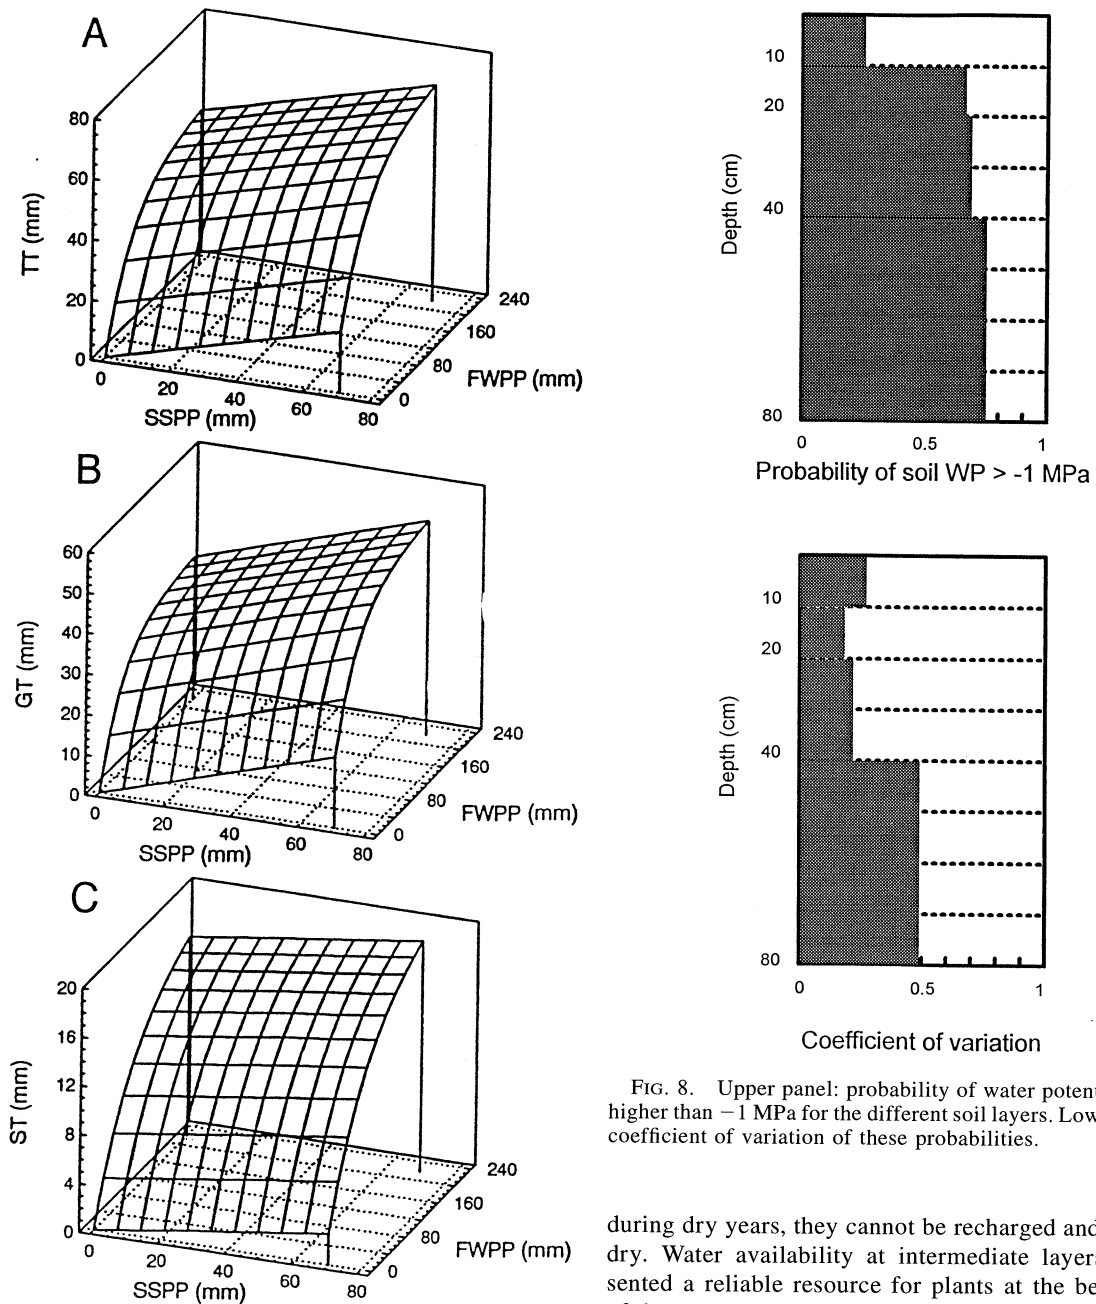 A
80
60
40
20
0
TT (mm)
0
20
40
60
80
SSPP (mm)
0
80
160
240
FWPP (mm)
B
60
50
40
30
20
10
0
GT (mm)
0
20
40
60
80
SSPP (mm)
0
80
160
240
FWPP (mm)
C
20
16
12
8
4
0
ST (mm)
0
20
40
60
80
SSPP (mm)
0
80
160
240
FWPP (mm)
10
20
40
80
Depth (cm)
0 0.5 1
Probability of soil WP > -1 MPa
10
20
40
80
Depth (cm)
0 0.5 1
Coefficient of variation
FIG. 8. Upper panel: probability of water potent
higher than −1 MPa for the different soil layers. Low
coefficient of variation of these probabilities.
during dry years, they cannot be recharged and
dry. Water availability at intermediate layers
sented a reliable resource for plants at the be